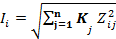 I_i = √(∑_{j=1}^{n} K_j Z_{ij}^2)